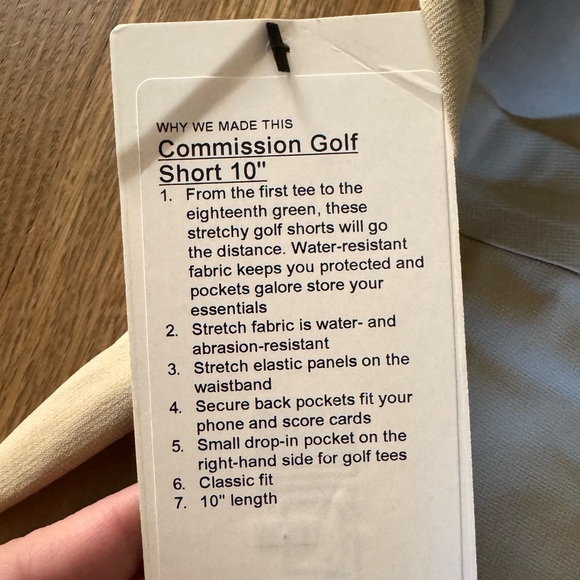 WHY WE MADE THIS
Commission Golf
Short 10"
1. From the first tee to the
eighteenth green, these
stretchy golf shorts will go
the distance. Water-resistant
fabric keeps you protected and
pockets galore store your
essentials
2. Stretch fabric is water- and
abrasion-resistant
3. Stretch elastic panels on the
waistband
4. Secure back pockets fit your
phone and score cards
5. Small drop-in pocket on the
right-hand side for golf tees
6. Classic fit
7. 10" length